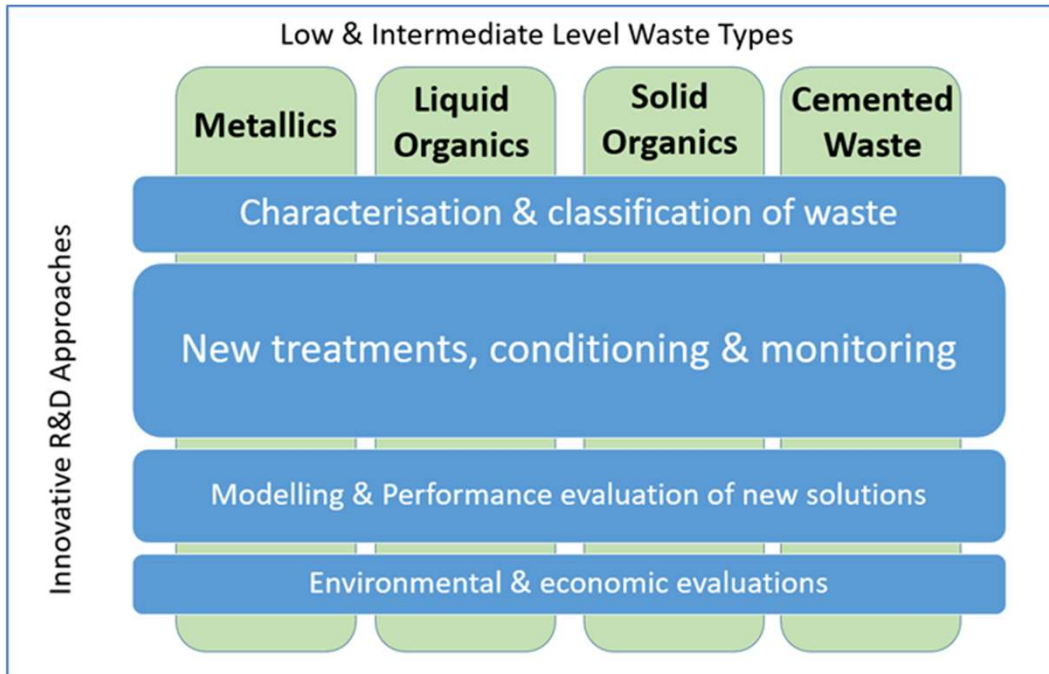 Low & Intermediate Level Waste Types
Metallics
Liquid
Organics
Solid
Organics
Cemented
Waste
Innovative R&D Approaches
Characterisation & classification of waste
New treatments, conditioning & monitoring
Modelling & Performance evaluation of new solutions
Environmental & economic evaluations